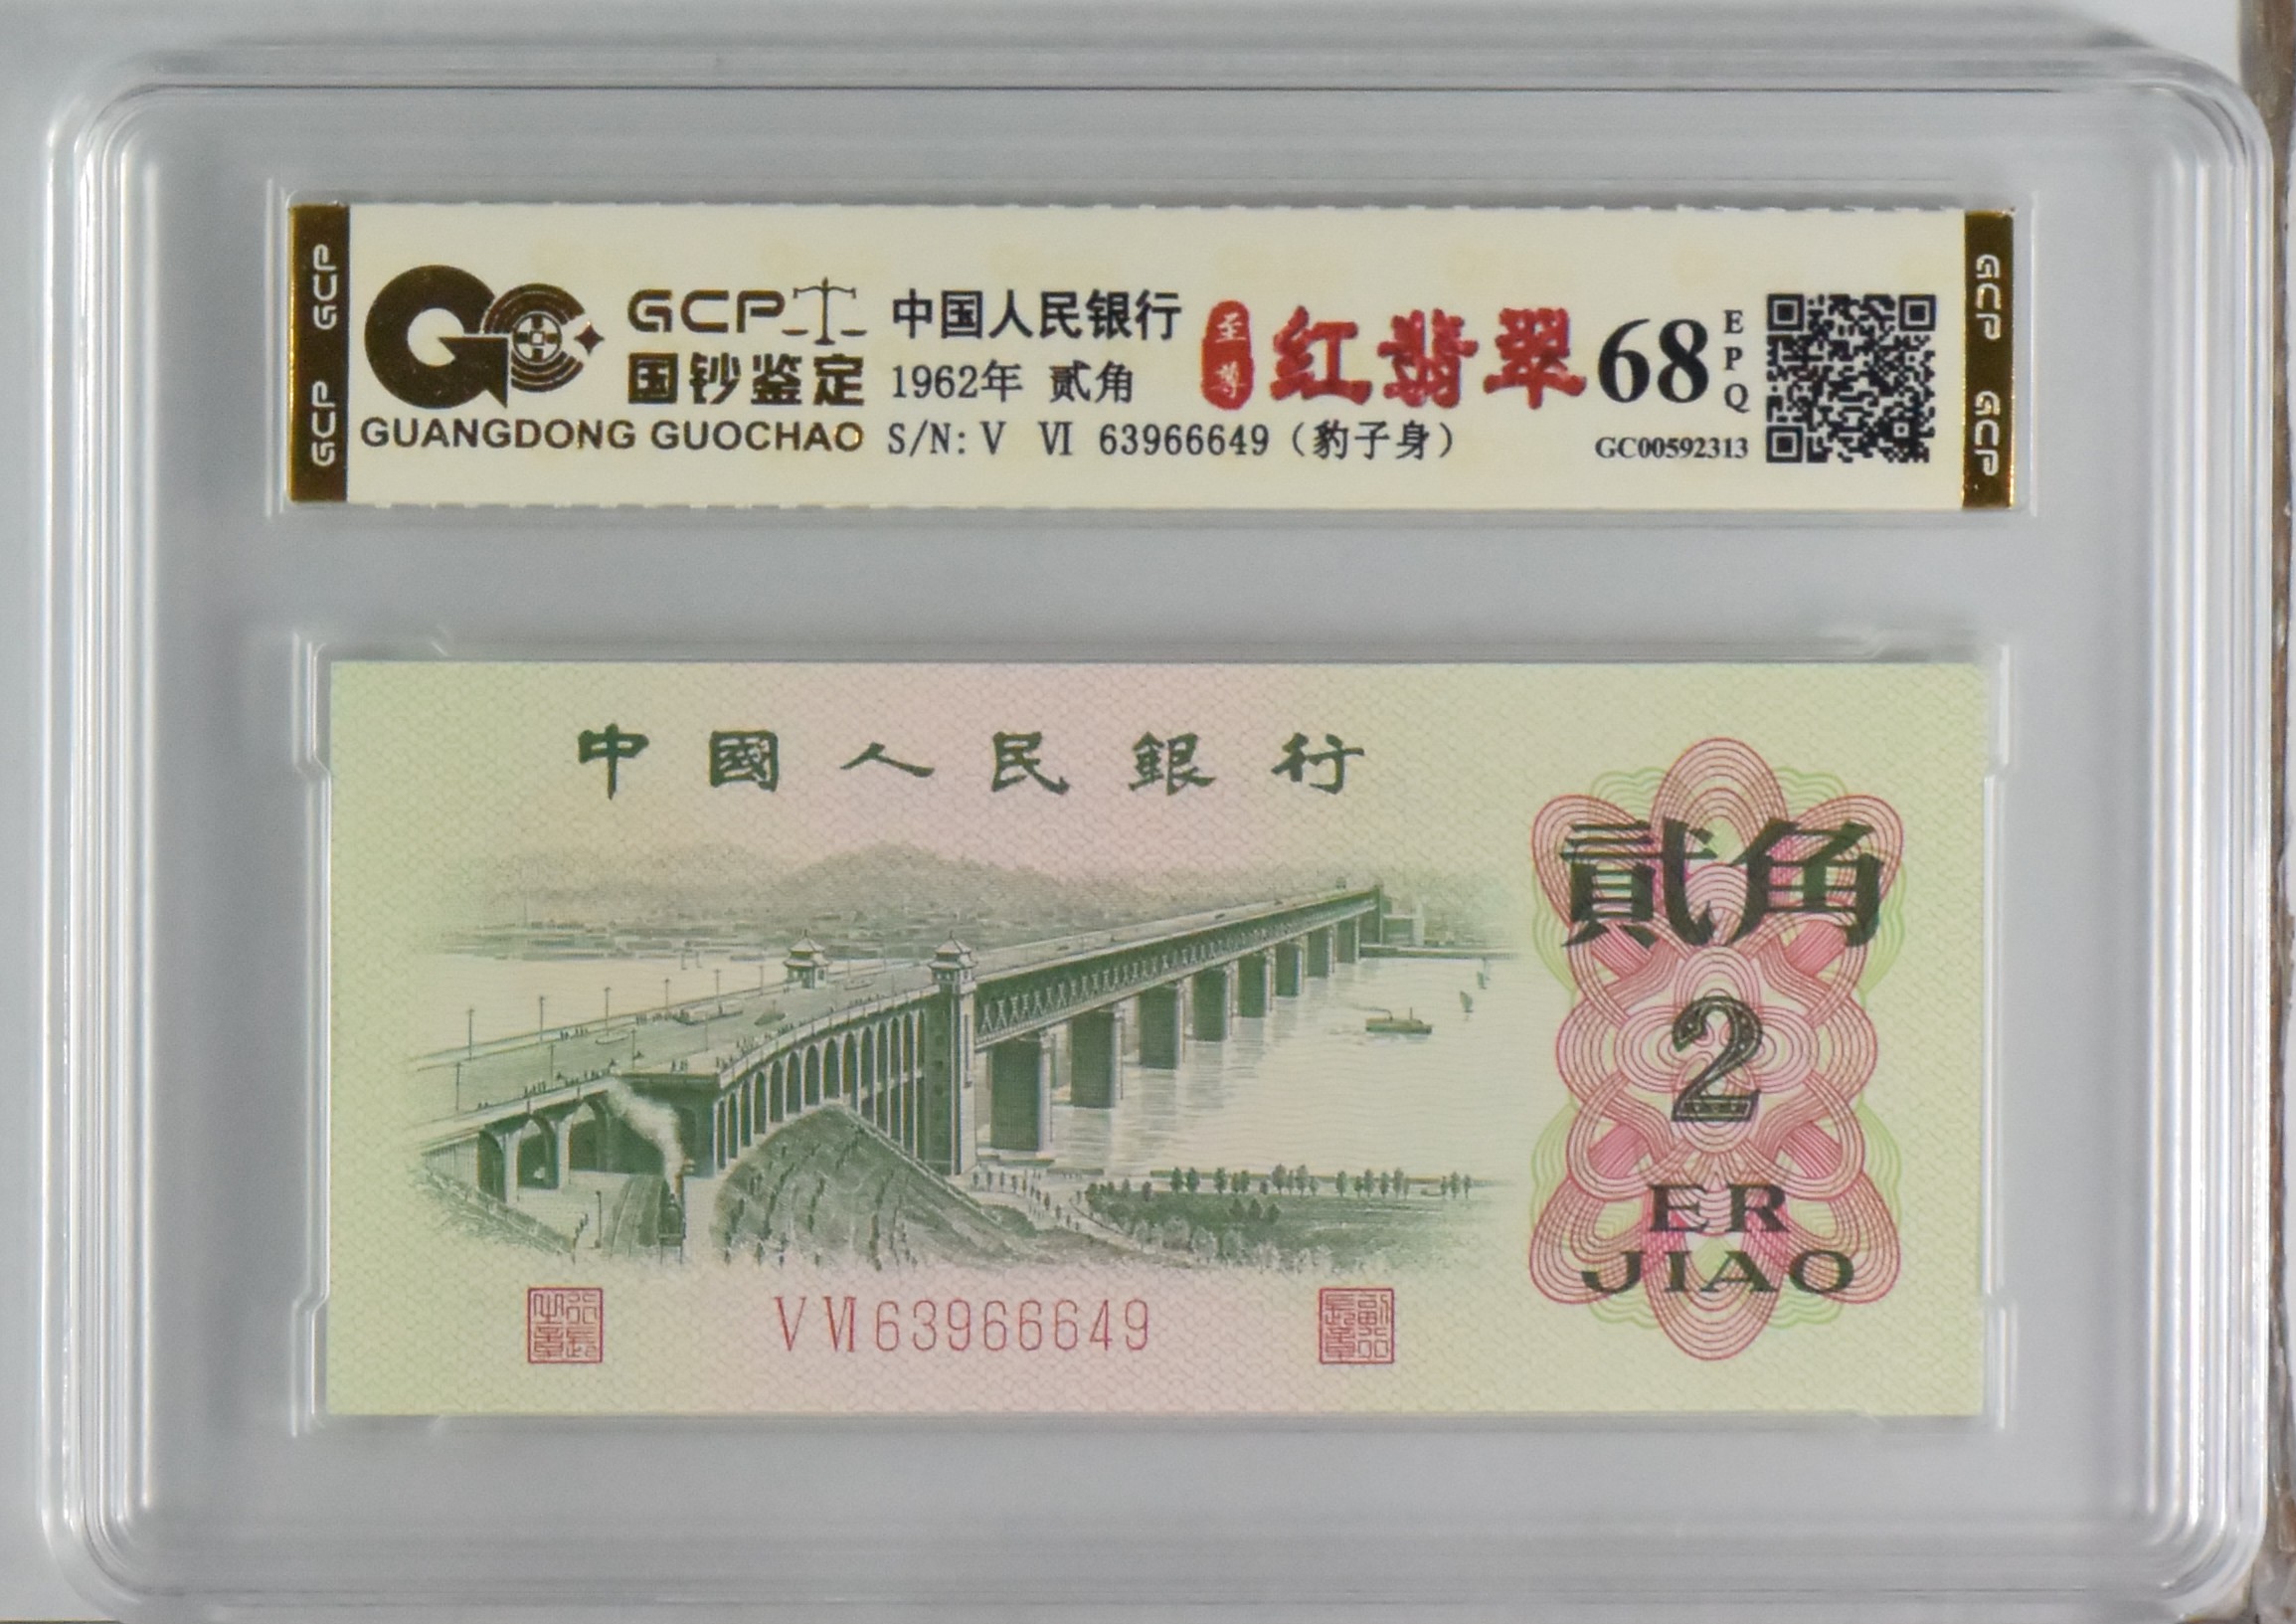 GCP GCP
GCP
国钞鉴定
GUANGDONG GUOCHAO
中国人民银行
1962年 贰角
S/N: V Ⅵ 63966649（豹子身）
至尊
红翡翠
68
EPQ
GC00592313
GCP GCP
中國人民銀行
貳角
2
ER
JIAO
V Ⅵ 63966649